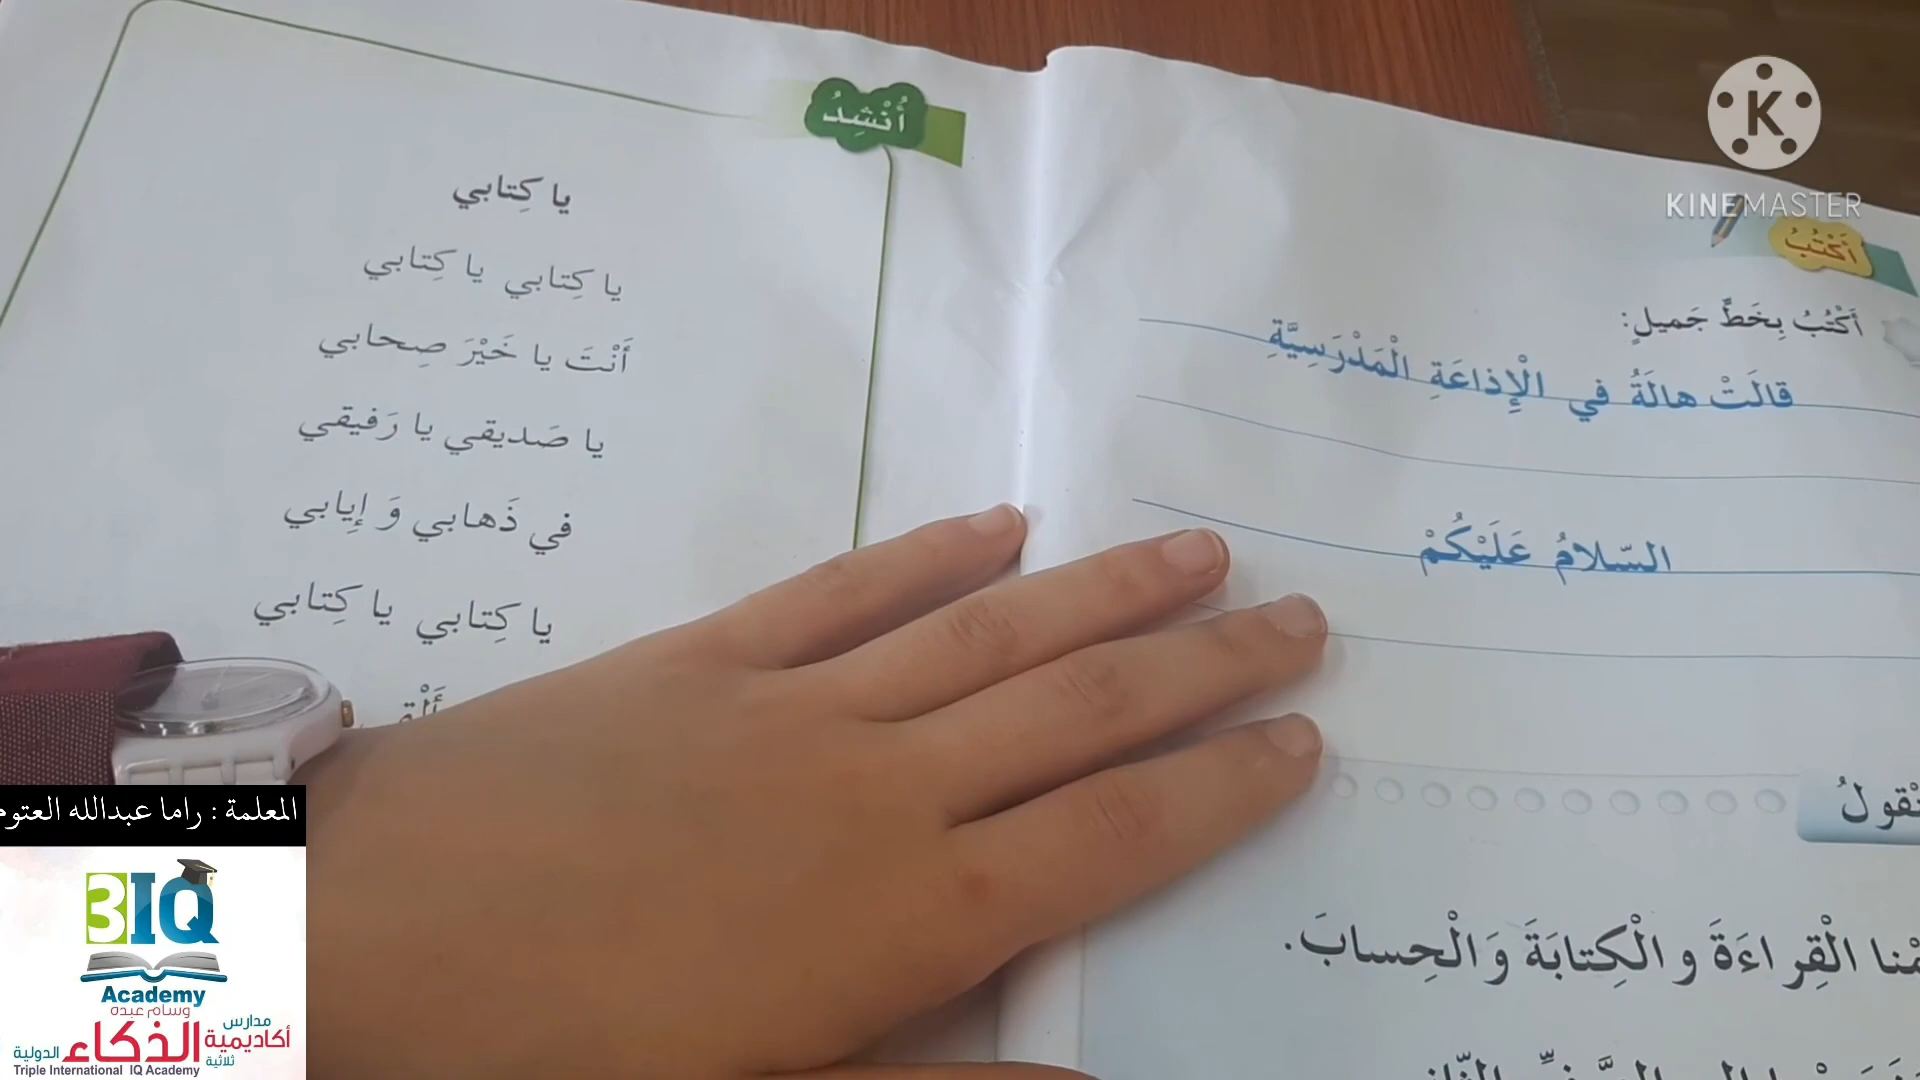 أُنْشِدُ
يا كِتابي
يا كِتابي يا كِتابي
أَنْتَ يا خَيْرَ صِحابي
يا صَديقي يا رَفيقي
في ذَهابي وَ إِيابي
يا كِتابي يا كِتابي
KINEMASTER
أَكْتُبُ
أَكْتُبُ بِخَطٍّ جَميلٍ:
قالَتْ هالَةُ في الْإِذاعَةِ الْمَدْرَسِيَّةِ
السّلامُ عَلَيْكُمْ
الْقِراءَةَ و الْكِتابَةَ وَالْحِسابَ.
المعلمة : راما عبدالله العتوم
3IQ
Academy
وسام عبده
مدارس
أكاديمية الذكاء الدولية
ثلاثية
Triple International IQ Academy